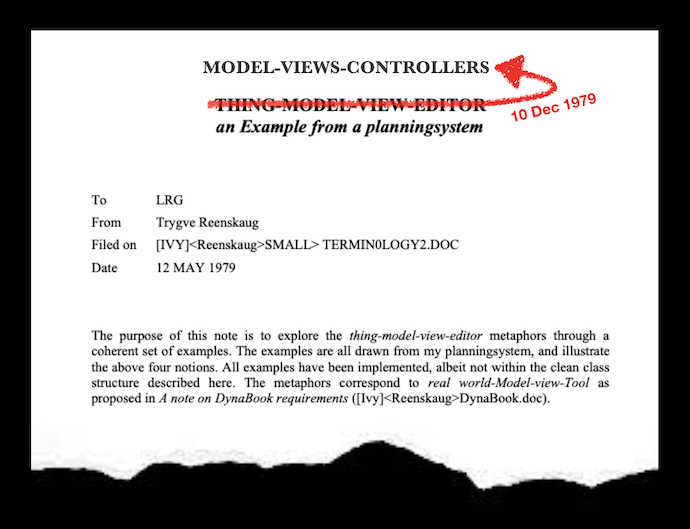 MODEL-VIEWS-CONTROLLERS
THING-MODEL-VIEW-EDITOR
10 Dec 1979
an Example from a planningsystem
To LRG
From Trygve Reenskaug
Filed on [IVY]<Reenskaug>SMALL> TERMIN0LOGY2.DOC
Date 12 MAY 1979
The purpose of this note is to explore the thing-model-view-editor metaphors through a
coherent set of examples. The examples are all drawn from my planningsystem, and illustrate
the above four notions. All examples have been implemented, albeit not within the clean class
structure described here. The metaphors correspond to real world-Model-view-Tool as
proposed in A note on DynaBook requirements ([Ivy]<Reenskaug>DynaBook.doc).